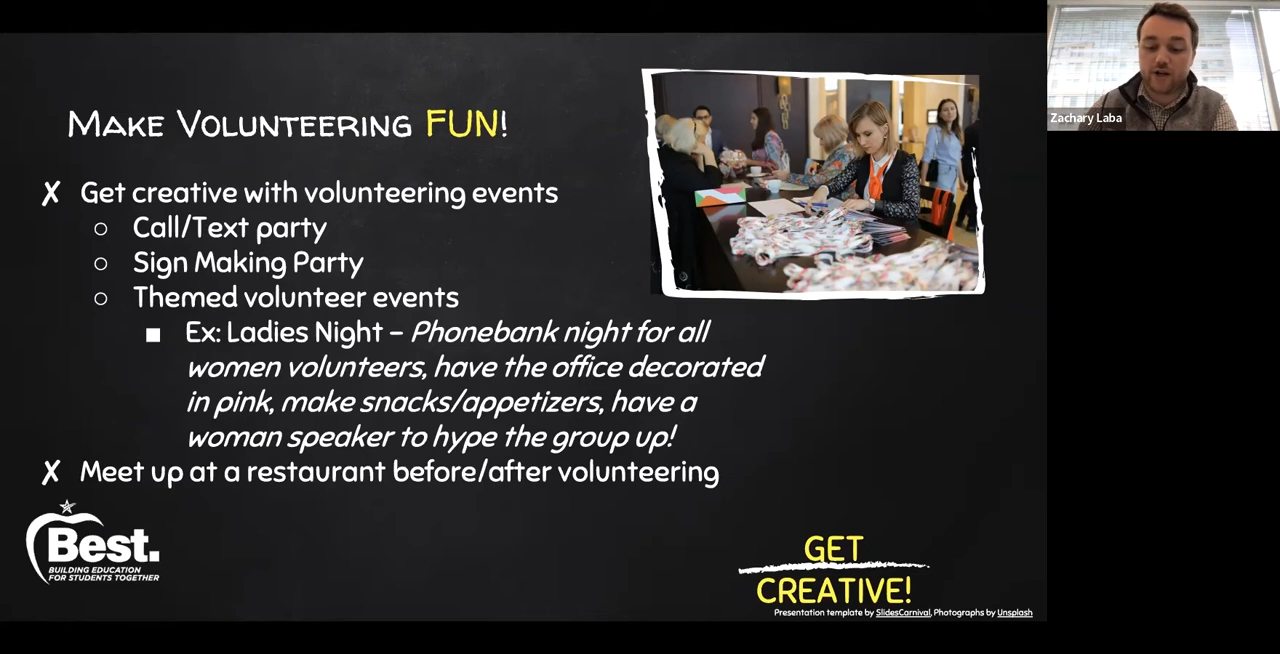 Make Volunteering FUN!
✗ Get creative with volunteering events
○ Call/Text party
○ Sign Making Party
○ Themed volunteer events
■ Ex: Ladies Night – Phonebank night for all
women volunteers, have the office decorated
in pink, make snacks/appetizers, have a
woman speaker to hype the group up!
✗ Meet up at a restaurant before/after volunteering
Best.
BUILDING EDUCATION
FOR STUDENTS TOGETHER
GET
CREATIVE!
Presentation template by SlidesCarnival, Photographs by Unsplash
Zachary Laba